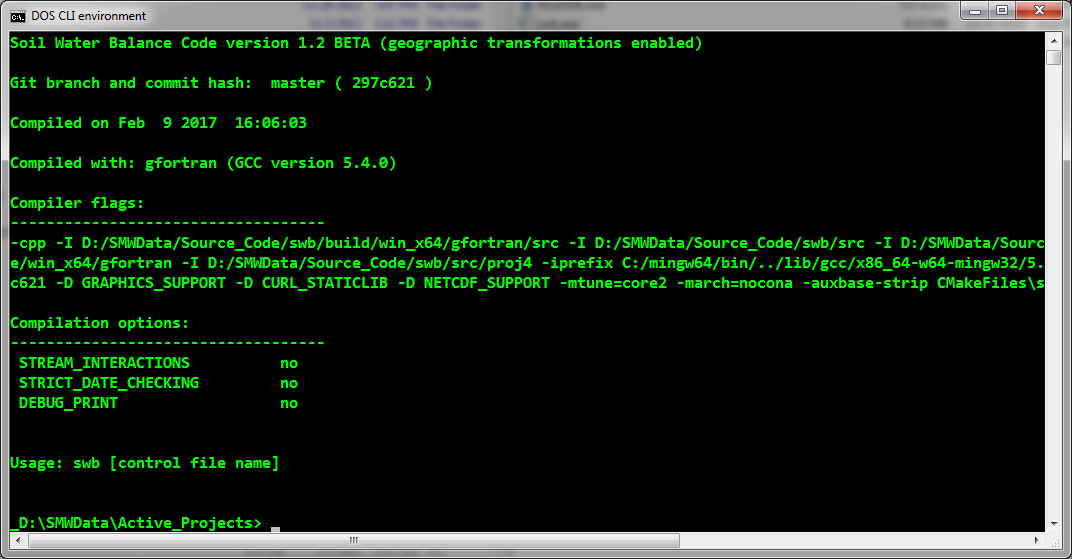 DOS CLI environment
Soil Water Balance Code version 1.2 BETA (geographic transformations enabled)
Git branch and commit hash:  master ( 297c621 )
Compiled on Feb  9 2017  16:06:03
Compiled with: gfortran (GCC version 5.4.0)
Compiler flags:
-----------------------------------
-cpp -I D:/SMWData/Source_Code/swb/build/win_x64/gfortran/src -I D:/SMWData/Source_Code/swb/src -I D:/SMWData/Sourc
e/win_x64/gfortran -I D:/SMWData/Source_Code/swb/src/proj4 -iprefix C:/mingw64/bin/../lib/gcc/x86_64-w64-mingw32/5.
c621 -D GRAPHICS_SUPPORT -D CURL_STATICLIB -D NETCDF_SUPPORT -mtune=core2 -march=nocona -auxbase-strip CMakeFiles\s
Compilation options:
-----------------------------------
STREAM_INTERACTIONS          no
STRICT_DATE_CHECKING         no
DEBUG_PRINT                  no
Usage: swb [control file name]
_D:\SMWData\Active_Projects> _